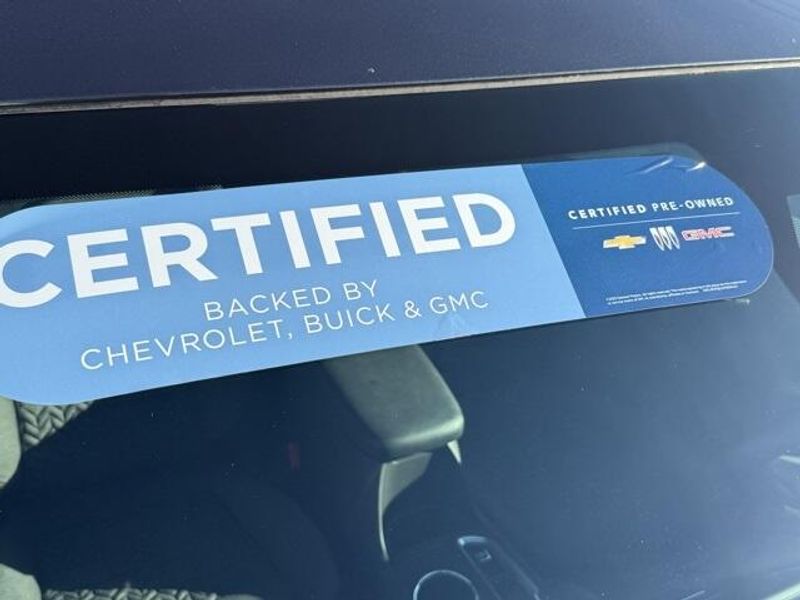 CERTIFIED
BACKED BY
CHEVROLET, BUICK & GMC
CERTIFIED PRE-OWNED
GMC